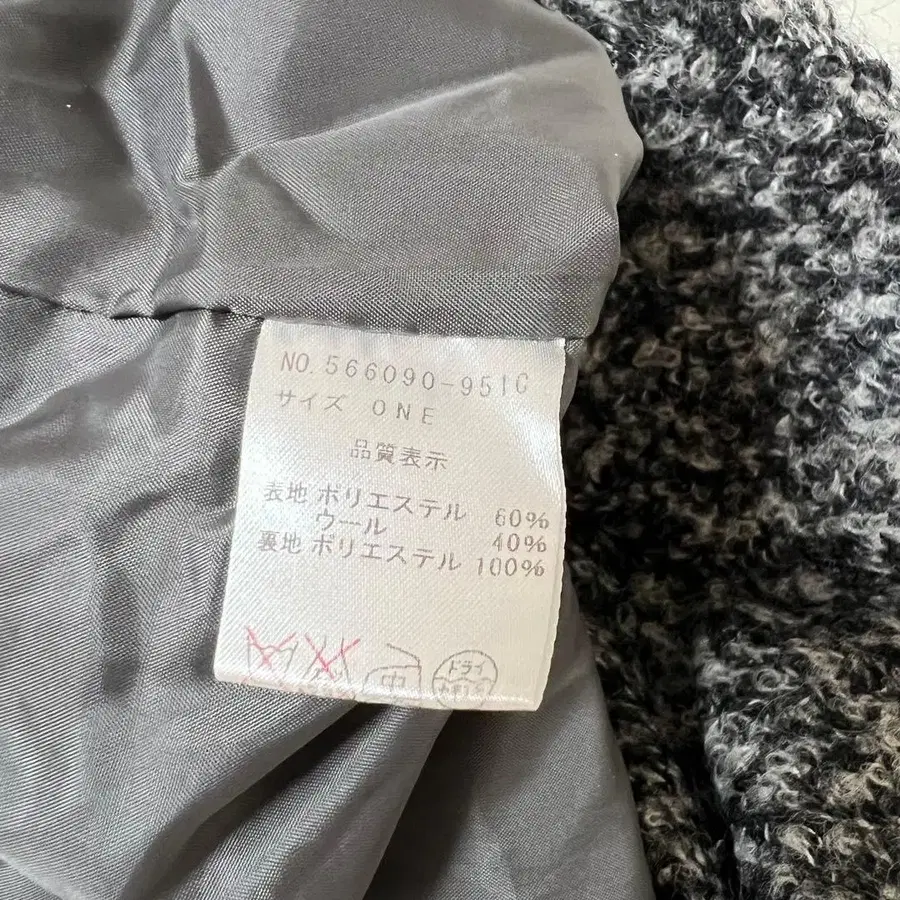 NO. 566090-951C
サイズ ONE
品質表示
表地 ポリエステル 60%
ウール 40%
裏地 ポリエステル 100%
中
ドライ